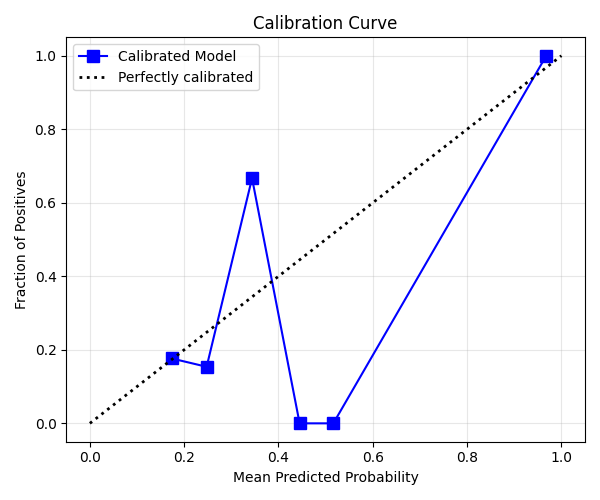 Calibration Curve
Calibrated Model
Perfectly calibrated
Fraction of Positives
1.0
0.8
0.6
0.4
0.2
0.0
0.0 0.2 0.4 0.6 0.8 1.0
Mean Predicted Probability